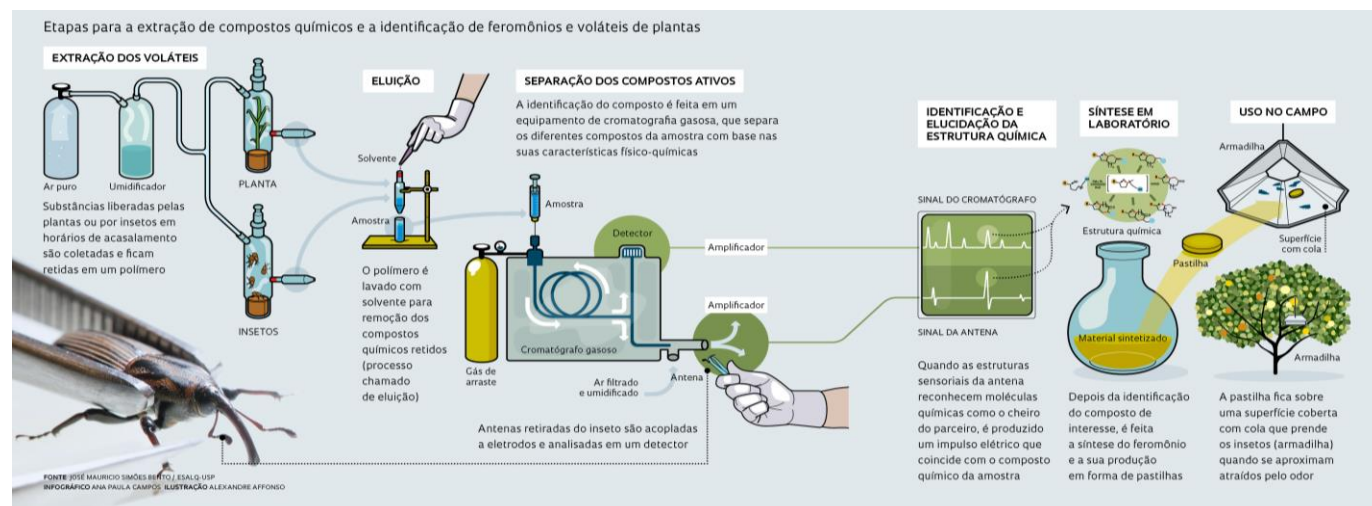 Etapas para a extração de compostos químicos e a identificação de feromônios e voláteis de plantas
EXTRAÇÃO DOS VOLÁTEIS
Ar puro
Umidificador
PLANTA
INSETOS
Substâncias liberadas pelas
plantas ou por insetos em
horários de acasalamento
são coletadas e ficam
retidas em um polímero
ELUIÇÃO
Solvente
Amostra
O polímero é
lavado com
solvente para
remoção dos
compostos
químicos retidos
(processo
chamado
de eluição)
SEPARAÇÃO DOS COMPOSTOS ATIVOS
A identificação do composto é feita em um
equipamento de cromatografia gasosa, que separa
os diferentes compostos da amostra com base nas
suas características físico-químicas
Amostra
Detector
Amplificador
Amplificador
Cromatógrafo gasoso
Gás de
arraste
Ar filtrado
e umidificado
Antena
Antenas retiradas do inseto são acopladas
a eletrodos e analisadas em um detector
IDENTIFICAÇÃO E
ELUCIDAÇÃO DA
ESTRUTURA QUÍMICA
SINAL DO CROMATÓGRAFO
SINAL DA ANTENA
Quando as estruturas
sensoriais da antena
reconhecem moléculas
químicas como o cheiro
do parceiro, é produzido
um impulso elétrico que
coincide com o composto
químico da amostra
SÍNTESE EM
LABORATÓRIO
Estrutura química
Pastilha
Material sintetizado
Depois da identificação
do composto de
interesse, é feita
a síntese do feromônio
e a sua produção
em forma de pastilhas
USO NO CAMPO
Armadilha
Superfície
com cola
Armadilha
A pastilha fica sobre
uma superfície coberta
com cola que prende
os insetos (armadilha)
quando se aproximam
atraídos pelo odor
FONTE JOSÉ MAURICIO SIMÕES BENTO / ESALQ-USP
INFOGRÁFICO ANA PAULA CAMPOS ILUSTRAÇÃO ALEXANDRE AFFONSO